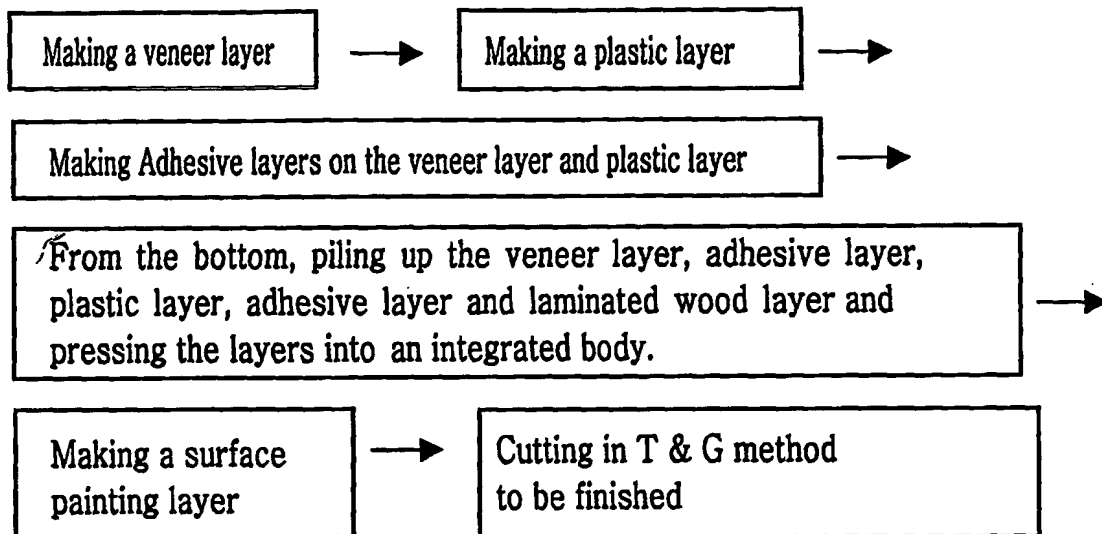 Making a veneer layer
Making a plastic layer
Making Adhesive layers on the veneer layer and plastic layer
From the bottom, piling up the veneer layer, adhesive layer,
plastic layer, adhesive layer and laminated wood layer and
pressing the layers into an integrated body.
Making a surface
painting layer
Cutting in T & G method
to be finished